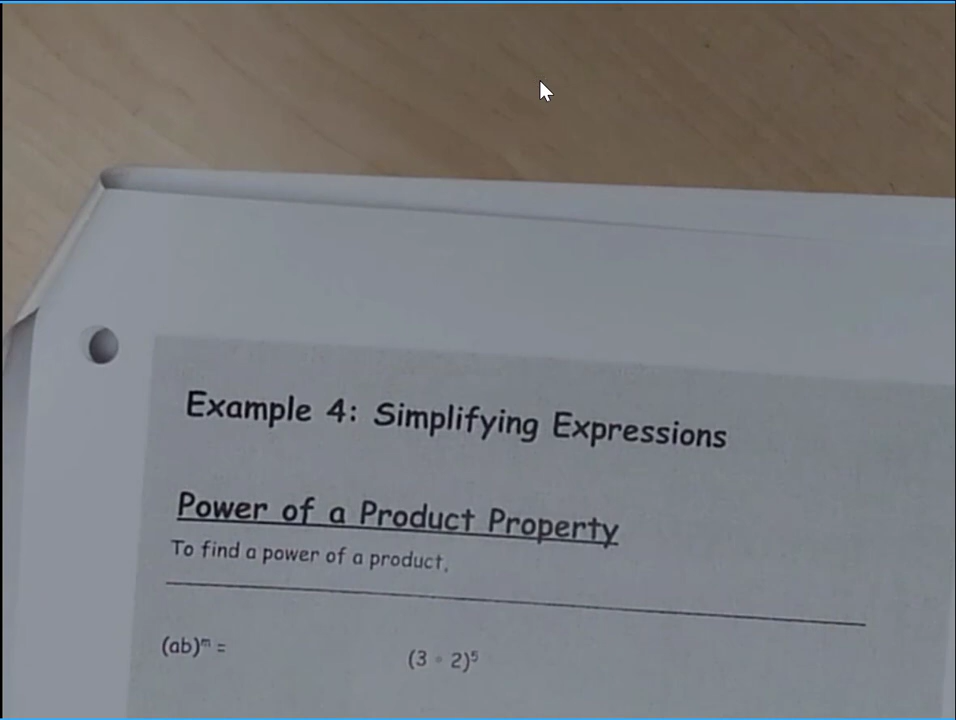 Example 4: Simplifying Expressions
Power of a Product Property
To find a power of a product,
(ab)ᵐ = (3 • 2)⁵